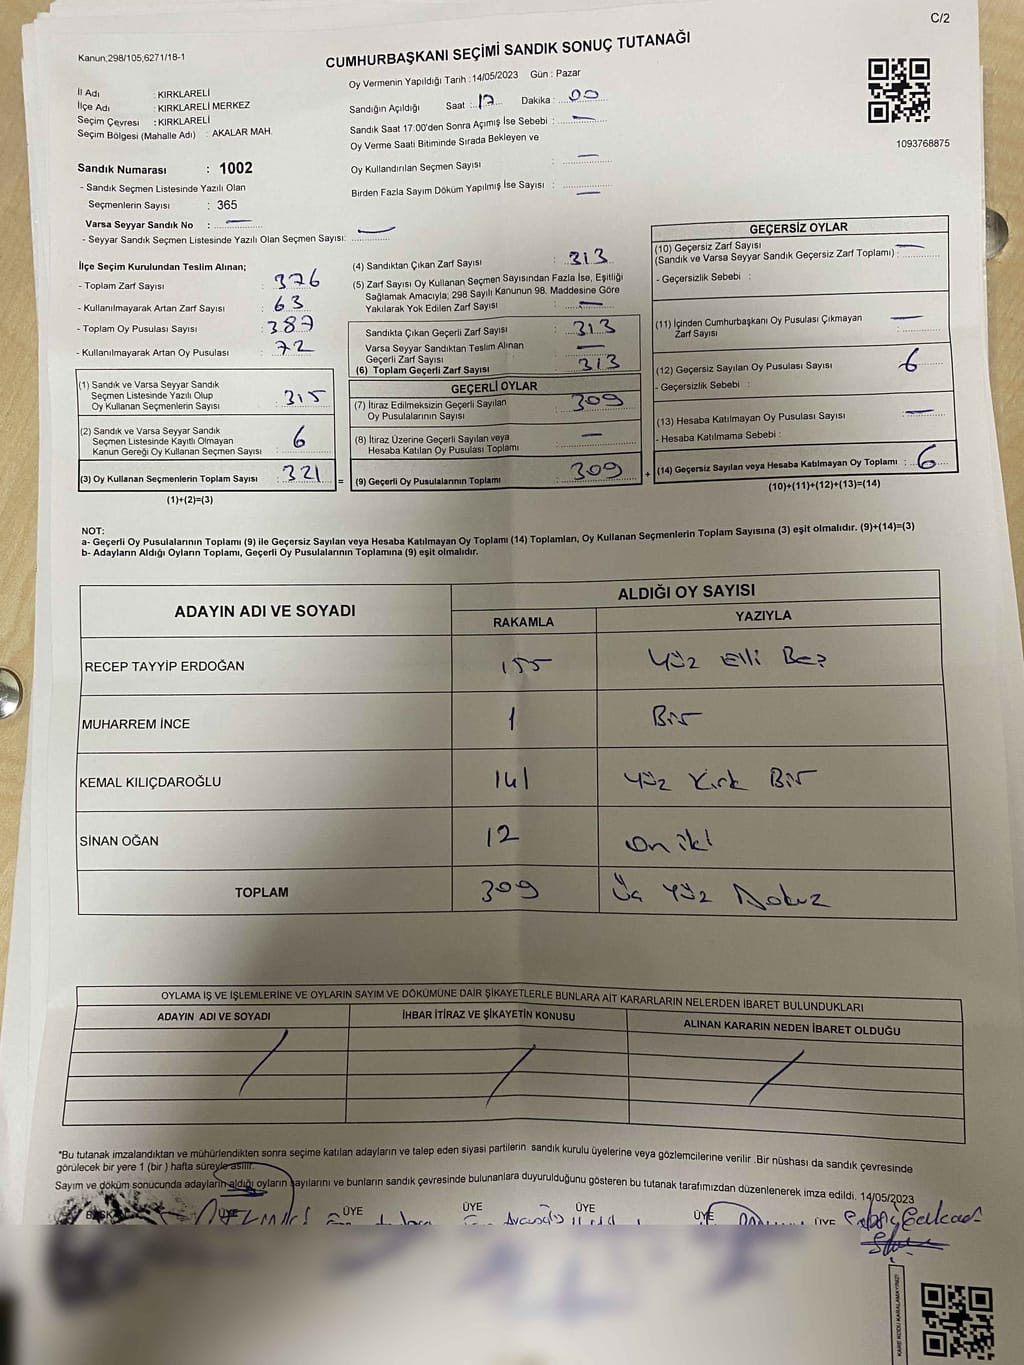 C/2
Kanun;298/105,6271/18-1
CUMHURBAŞKANI SEÇİMİ SANDIK SONUÇ TUTANAĞI
Oy Vermenin Yapıldığı Tarih :14/05/2023 Gün : Pazar
İl Adı : KIRKLARELİ
İlçe Adı : KIRKLARELİ MERKEZ
Seçim Çevresi : KIRKLARELİ
Seçim Bölgesi (Mahalle Adı) : AKALAR MAH.
Sandığın Açıldığı Saat : 17 Dakika : 00
Sandık Saat 17:00'den Sonra Açımış İse Sebebi : —
Oy Verme Saati Bitiminde Sırada Bekleyen ve
Oy Kullandırılan Seçmen Sayısı : —
Birden Fazla Sayım Döküm Yapılmış İse Sayısı : —
1093768875
Sandık Numarası : 1002
- Sandık Seçmen Listesinde Yazılı Olan
Seçmenlerin Sayısı : 365
Varsa Seyyar Sandık No : —
- Seyyar Sandık Seçmen Listesinde Yazılı Olan Seçmen Sayısı: —
İlçe Seçim Kurulundan Teslim Alınan;
- Toplam Zarf Sayısı : 376
- Kullanılmayarak Artan Zarf Sayısı : 63
- Toplam Oy Pusulası Sayısı : 387
- Kullanılmayarak Artan Oy Pusulası : 72
(1) Sandık ve Varsa Seyyar Sandık
Seçmen Listesinde Yazılı Olup
Oy Kullanan Seçmenlerin Sayısı : 315
(2) Sandık ve Varsa Seyyar Sandık
Seçmen Listesinde Kayıtlı Olmayan
Kanun Gereği Oy Kullanan Seçmen Sayısı : 6
(3) Oy Kullanan Seçmenlerin Toplam Sayısı : 321 =
(1)+(2)=(3)
(4) Sandıktan Çıkan Zarf Sayısı : 313
(5) Zarf Sayısı Oy Kullanan Seçmen Sayısından Fazla İse, Eşitliği
Sağlamak Amacıyla; 298 Sayılı Kanunun 98. Maddesine Göre
Yakılarak Yok Edilen Zarf Sayısı : —
Sandıkta Çıkan Geçerli Zarf Sayısı : 313
Varsa Seyyar Sandıktan Teslim Alınan
Geçerli Zarf Sayısı : —
(6) Toplam Geçerli Zarf Sayısı : 313
GEÇERLİ OYLAR
(7) İtiraz Edilmeksizin Geçerli Sayılan
Oy Pusulalarının Sayısı : 309
(8) İtiraz Üzerine Geçerli Sayılan veya
Hesaba Katılan Oy Pusulası Toplamı : —
(9) Geçerli Oy Pusulalarının Toplamı : 309 +
GEÇERSİZ OYLAR
(10) Geçersiz Zarf Sayısı
(Sandık ve Varsa Seyyar Sandık Geçersiz Zarf Toplamı) : —
- Geçersizlik Sebebi :
(11) İçinden Cumhurbaşkanı Oy Pusulası Çıkmayan
Zarf Sayısı : —
(12) Geçersiz Sayılan Oy Pusulası Sayısı : 6
- Geçersizlik Sebebi :
(13) Hesaba Katılmayan Oy Pusulası Sayısı : —
- Hesaba Katılmama Sebebi :
(14) Geçersiz Sayılan veya Hesaba Katılmayan Oy Toplamı : 6
(10)+(11)+(12)+(13)=(14)
NOT:
a- Geçerli Oy Pusulalarının Toplamı (9) ile Geçersiz Sayılan veya Hesaba Katılmayan Oy Toplamı (14) Toplamları, Oy Kullanan Seçmenlerin Toplam Sayısına (3) eşit olmalıdır. (9)+(14)=(3)
b- Adayların Aldığı Oyların Toplamı, Geçerli Oy Pusulalarının Toplamına (9) eşit olmalıdır.
ADAYIN ADI VE SOYADI ALDIĞI OY SAYISI
RAKAMLA YAZIYLA
RECEP TAYYİP ERDOĞAN 155 Yüz Elli Beş
MUHARREM İNCE 1 Bir
KEMAL KILIÇDAROĞLU 141 Yüz Kırk Bir
SİNAN OĞAN 12 On iki
TOPLAM 309 Üç Yüz Dokuz
OYLAMA İŞ VE İŞLEMLERİNE VE OYLARIN SAYIM VE DÖKÜMÜNE DAİR ŞİKAYETLERLE BUNLARA AİT KARARLARIN NELERDEN İBARET BULUNDUKLARI
ADAYIN ADI VE SOYADI İHBAR İTİRAZ VE ŞİKAYETİN KONUSU ALINAN KARARIN NEDEN İBARET OLDUĞU
*Bu tutanak imzalandıktan ve mühürlendikten sonra seçime katılan adayların ve talep eden siyasi partilerin sandık kurulu üyelerine veya gözlemcilerine verilir .Bir nüshası da sandık çevresinde
görülecek bir yere 1 (bir ) hafta süreyle asılır.
Sayım ve döküm sonucunda adayların aldığı oyların sayılarını ve bunların sandık çevresinde bulunanlara duyurulduğunu gösteren bu tutanak tarafımızdan düzenlenerek imza edildi. 14/05/2023
BAŞKAN ÜYE ÜYE ÜYE ÜYE ÜYE
KARE KODU KARALAMAYINIZ!